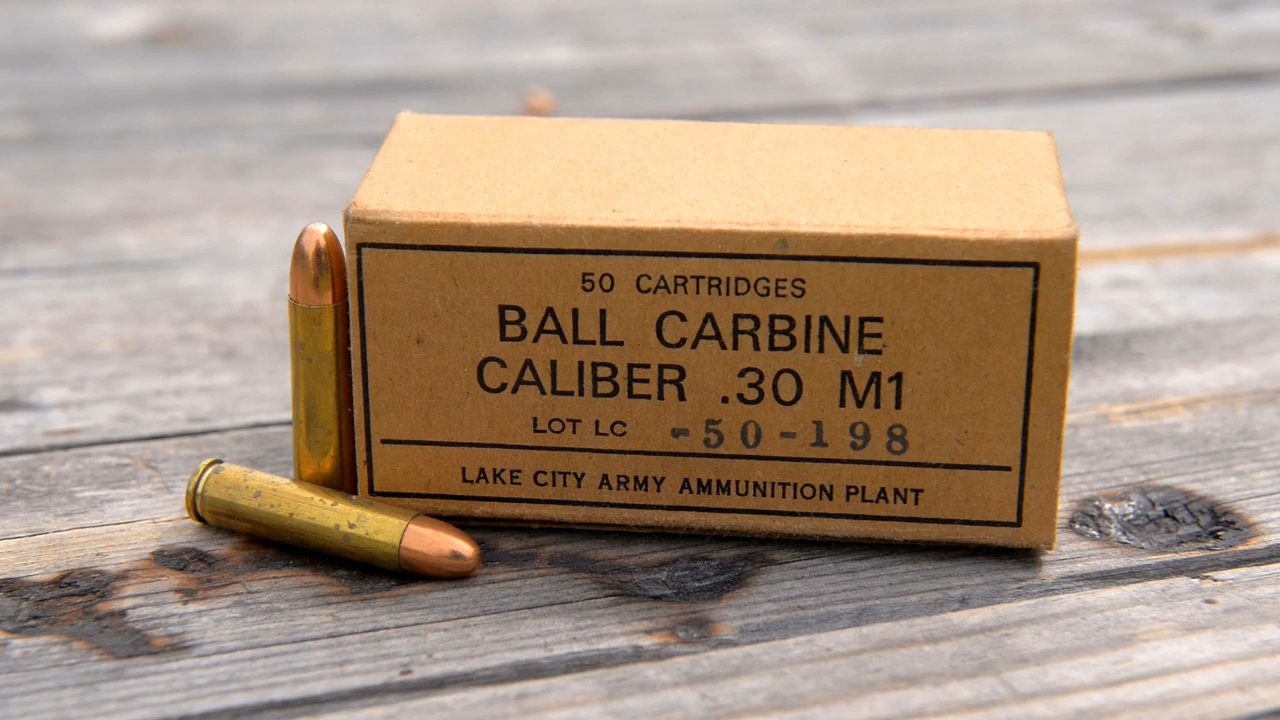 50 CARTRIDGES
BALL CARBINE
CALIBER .30 M1
LOT LC -50-198
LAKE CITY ARMY AMMUNITION PLANT